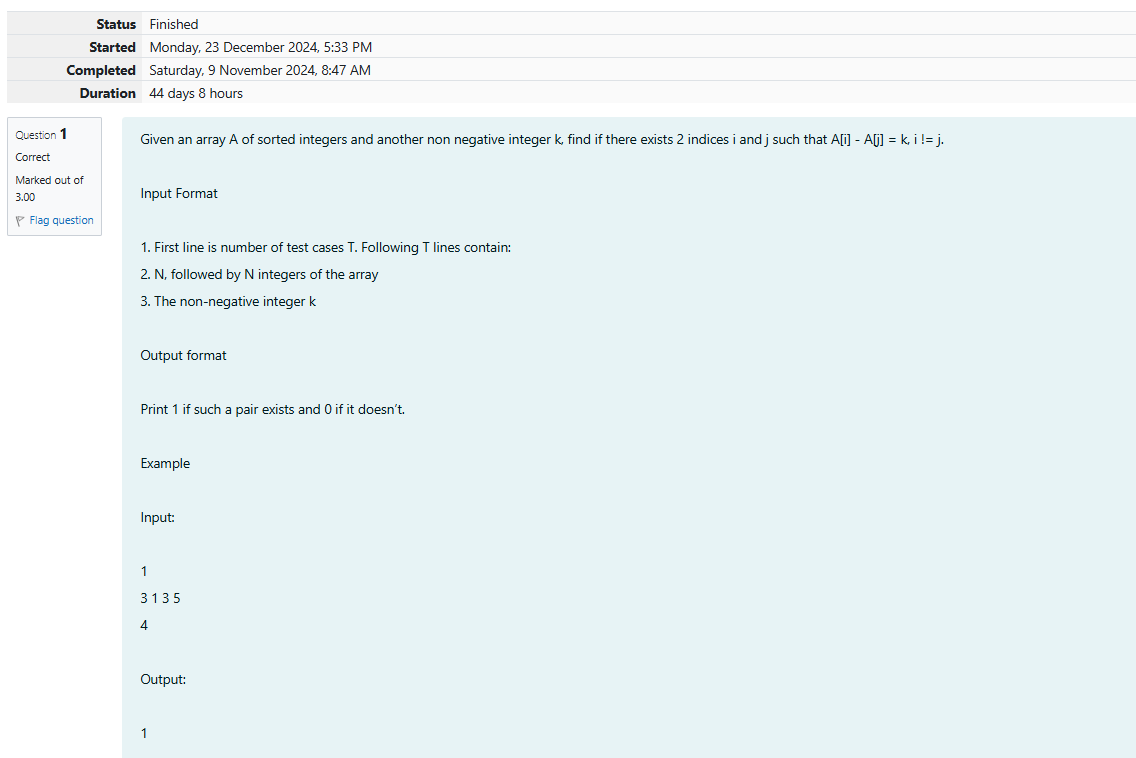 Status Finished
Started Monday, 23 December 2024, 5:33 PM
Completed Saturday, 9 November 2024, 8:47 AM
Duration 44 days 8 hours
Question 1
Correct
Marked out of
3.00
Flag question
Given an array A of sorted integers and another non negative integer k, find if there exists 2 indices i and j such that A[i] - A[j] = k, i != j.
Input Format
1. First line is number of test cases T. Following T lines contain:
2. N, followed by N integers of the array
3. The non-negative integer k
Output format
Print 1 if such a pair exists and 0 if it doesn't.
Example
Input:
1
3 1 3 5
4
Output:
1